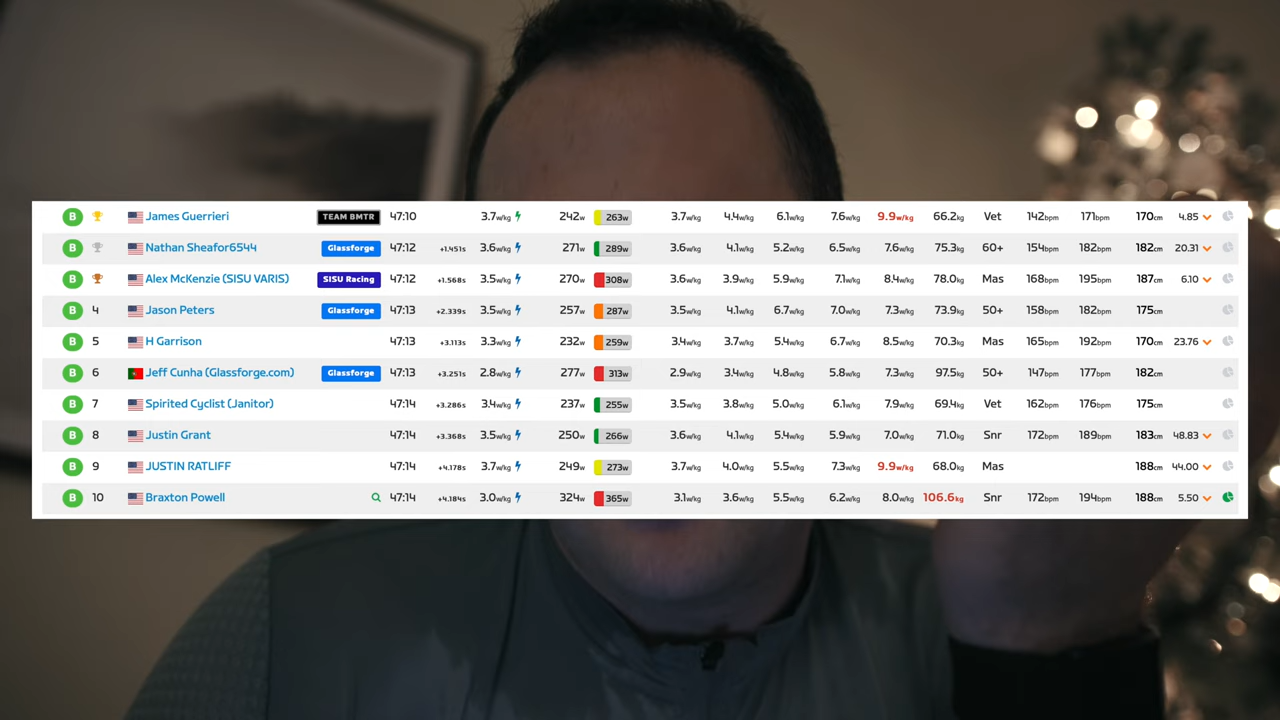 B James Guerrieri TEAM BMTR 47:10 3.7w/kg 242w 263w 3.7w/kg 4.4w/kg 6.1w/kg 7.6w/kg 9.9w/kg 66.2kg Vet 142bpm 171bpm 170cm 4.85
B Nathan Sheafor6544 Glassforge 47:12 +1.451s 3.6w/kg 271w 289w 3.6w/kg 4.1w/kg 5.2w/kg 6.5w/kg 7.6w/kg 75.3kg 60+ 154bpm 182bpm 182cm 20.31
B Alex McKenzie (SISU VARIS) SISU Racing 47:12 +1.568s 3.5w/kg 270w 308w 3.6w/kg 3.9w/kg 5.9w/kg 7.1w/kg 8.4w/kg 78.0kg Mas 168bpm 195bpm 187cm 6.10
B 4 Jason Peters Glassforge 47:13 +2.339s 3.5w/kg 257w 287w 3.5w/kg 4.1w/kg 6.7w/kg 7.0w/kg 7.3w/kg 73.9kg 50+ 158bpm 182bpm 175cm
B 5 H Garrison 47:13 +3.113s 3.3w/kg 232w 259w 3.4w/kg 3.7w/kg 5.4w/kg 6.7w/kg 8.5w/kg 70.3kg Mas 165bpm 192bpm 170cm 23.76
B 6 Jeff Cunha (Glassforge.com) Glassforge 47:13 +3.251s 2.8w/kg 277w 313w 2.9w/kg 3.4w/kg 4.8w/kg 5.8w/kg 7.3w/kg 97.5kg 50+ 147bpm 177bpm 182cm
B 7 Spirited Cyclist (Janitor) 47:14 +3.286s 3.4w/kg 237w 255w 3.5w/kg 3.8w/kg 5.0w/kg 6.1w/kg 7.9w/kg 69.4kg Vet 162bpm 176bpm 175cm
B 8 Justin Grant 47:14 +3.368s 3.5w/kg 250w 266w 3.6w/kg 4.1w/kg 5.4w/kg 5.9w/kg 7.0w/kg 71.0kg Snr 172bpm 189bpm 183cm 48.83
B 9 JUSTIN RATLIFF 47:14 +4.178s 3.7w/kg 249w 273w 3.7w/kg 4.0w/kg 5.5w/kg 7.3w/kg 9.9w/kg 68.0kg Mas 188cm 44.00
B 10 Braxton Powell 47:14 +4.184s 3.0w/kg 324w 365w 3.1w/kg 3.6w/kg 5.5w/kg 6.2w/kg 8.0w/kg 106.6kg Snr 172bpm 194bpm 188cm 5.50